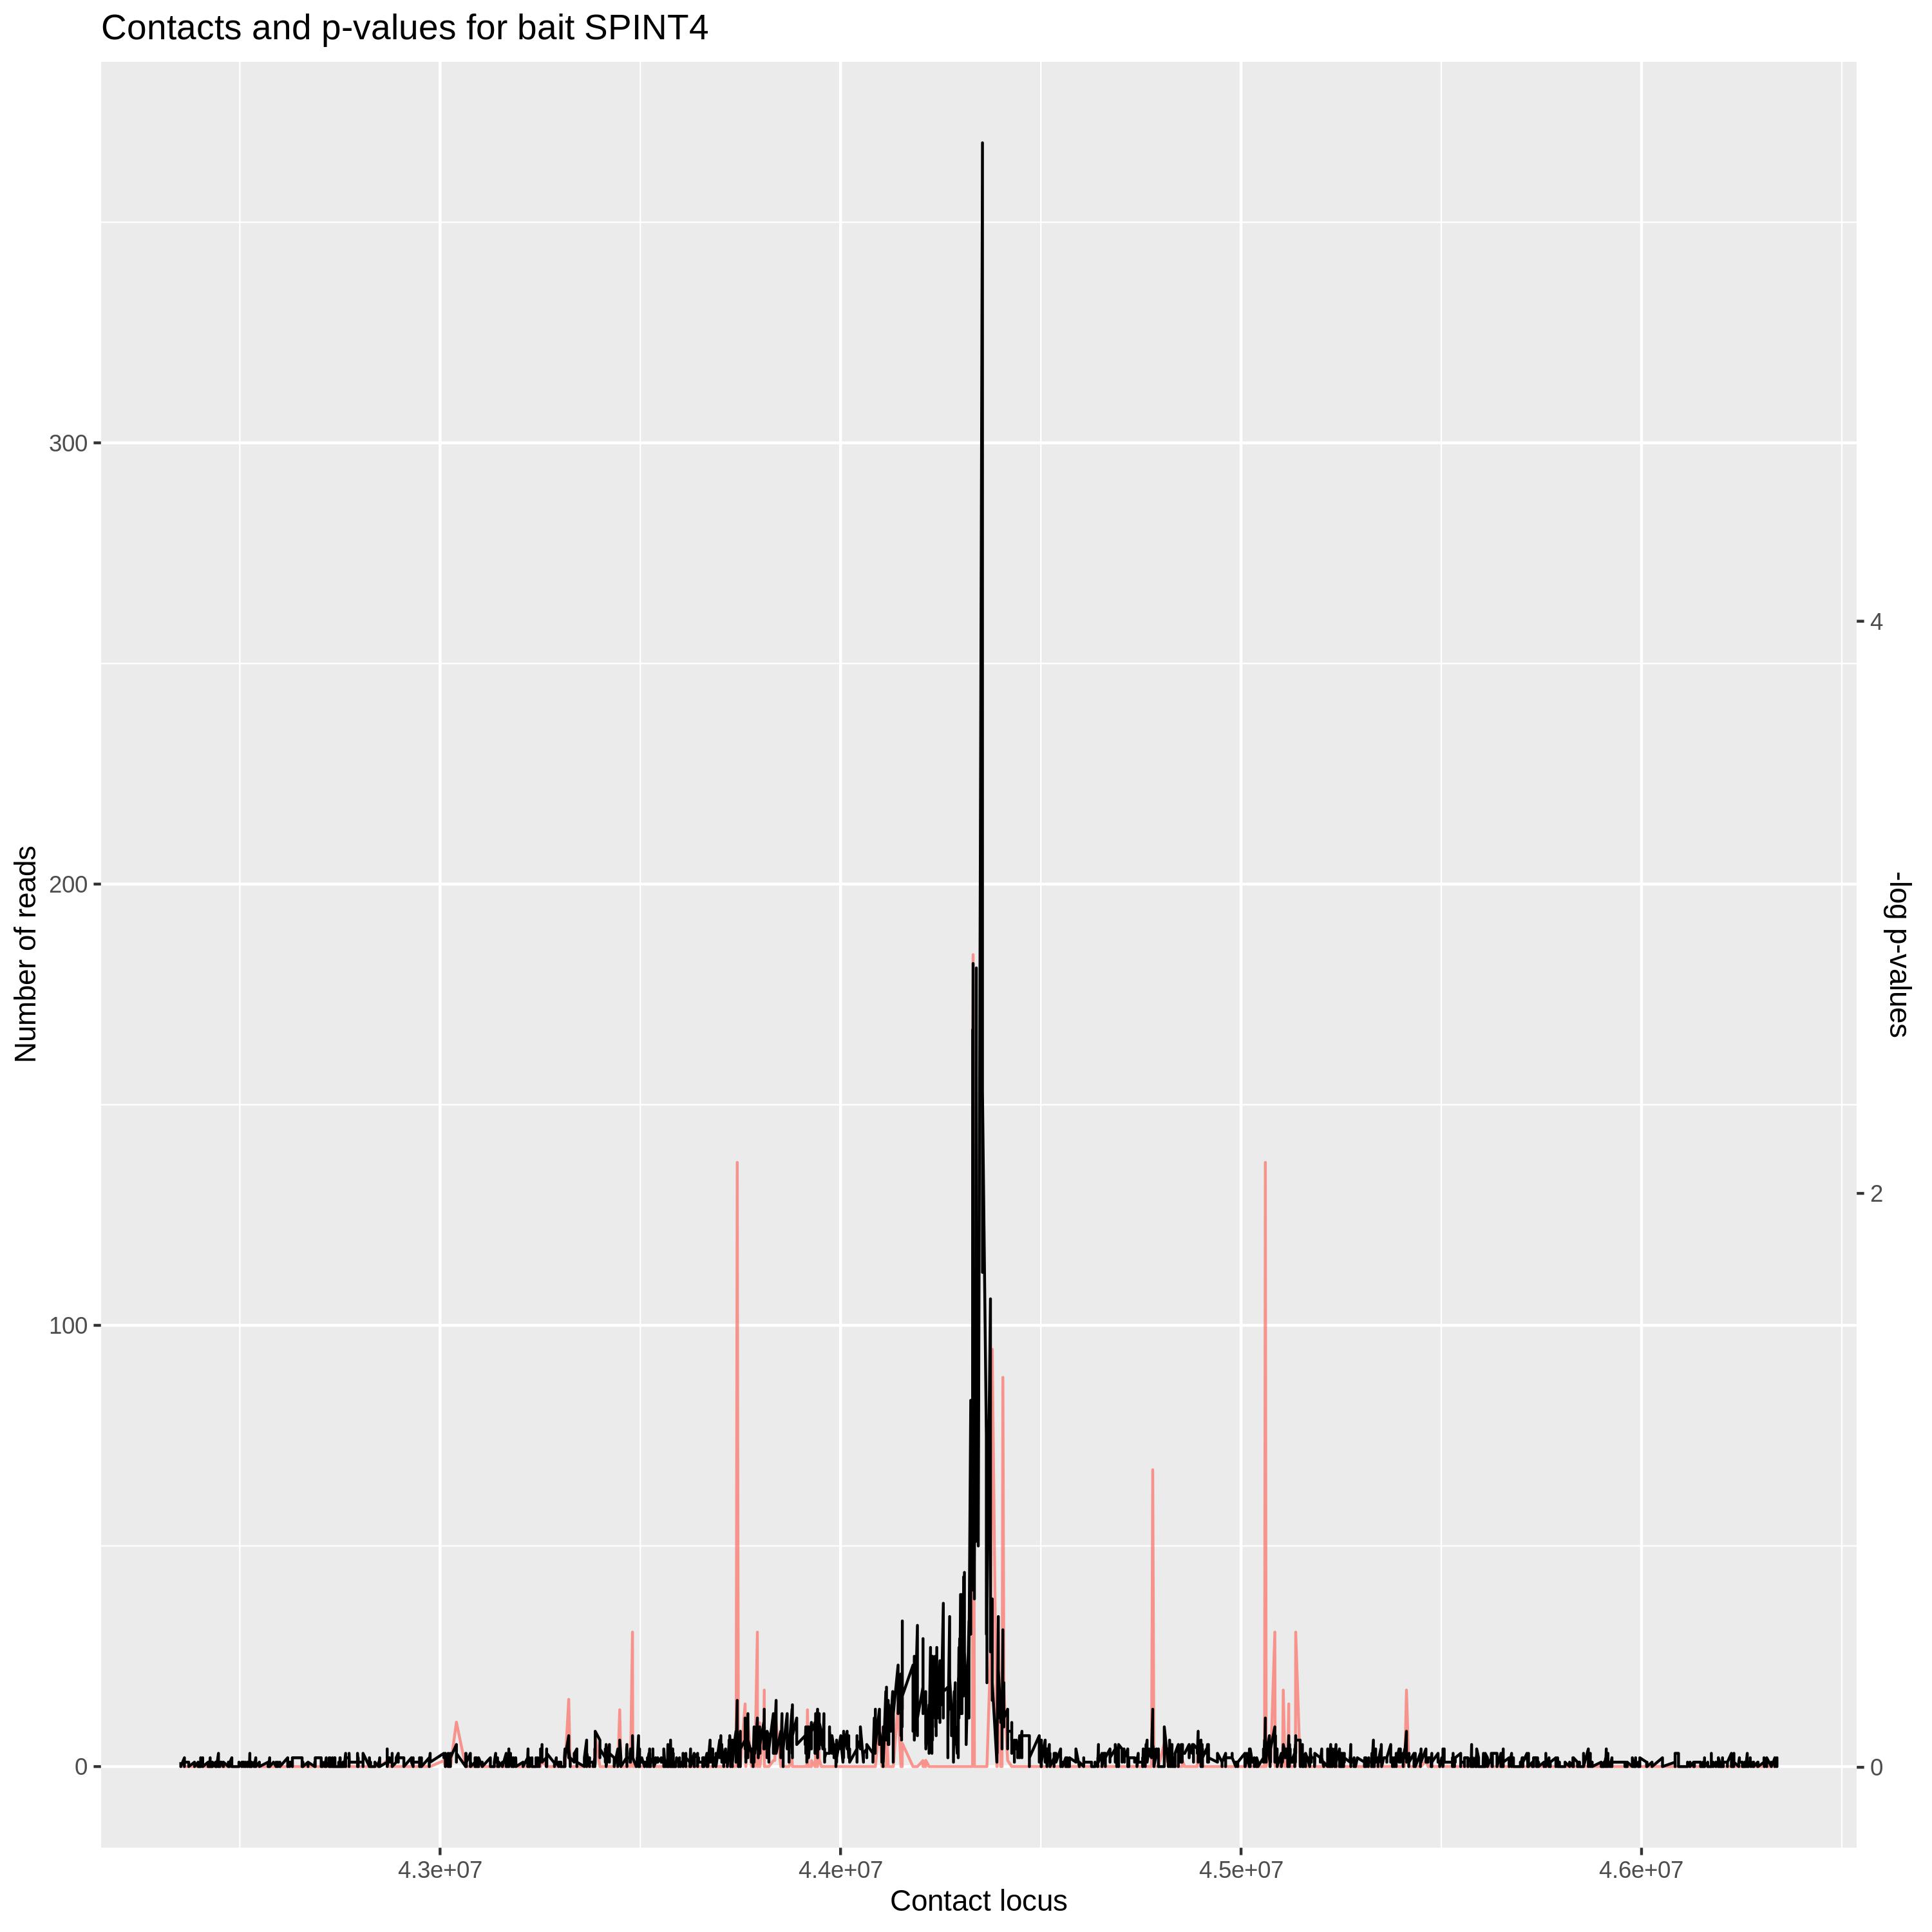 Contacts and p-values for bait SPINT4
Number of reads
300
200
100
0
4
2
0
-log p-values
4.3e+07 4.4e+07 4.5e+07 4.6e+07
Contact locus